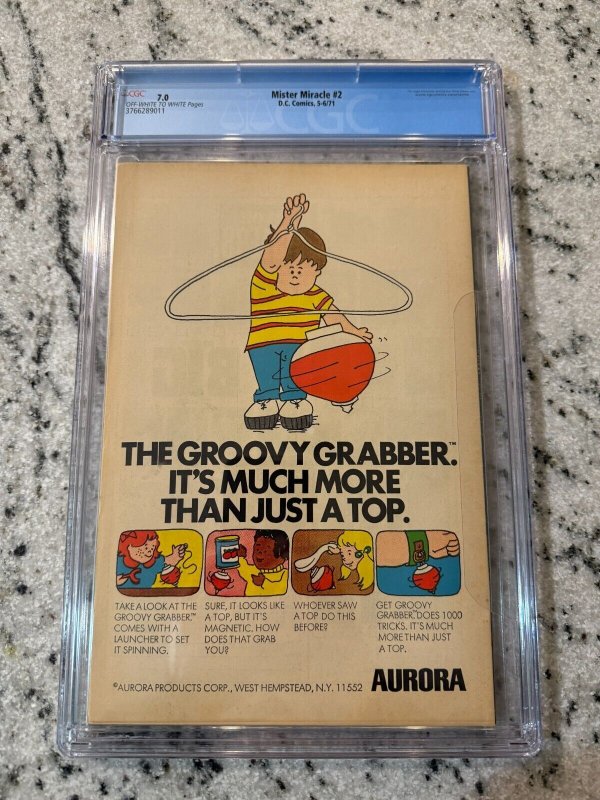 CGC 7.0
OFF-WHITE TO WHITE Pages
3766289011
Mister Miracle #2
D.C. Comics, 5-6/71
CGC
THE GROOVY GRABBER.™
IT'S MUCH MORE
THAN JUST A TOP.
TAKE A LOOK AT THE
GROOVY GRABBER.™
COMES WITH A
LAUNCHER TO SET
IT SPINNING.
SURE, IT LOOKS LIKE
A TOP, BUT IT'S
MAGNETIC. HOW
DOES THAT GRAB
YOU?
WHOEVER SAW
A TOP DO THIS
BEFORE?
GET GROOVY
GRABBER.™ DOES 1000
TRICKS. IT'S MUCH
MORE THAN JUST
A TOP.
©AURORA PRODUCTS CORP., WEST HEMPSTEAD, N.Y. 11552 AURORA